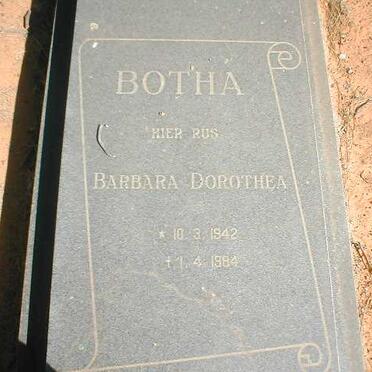 BOTHA
HIER RUS
BARBARA DOROTHEA
* 10. 3. 1942
† 1. 4. 1984